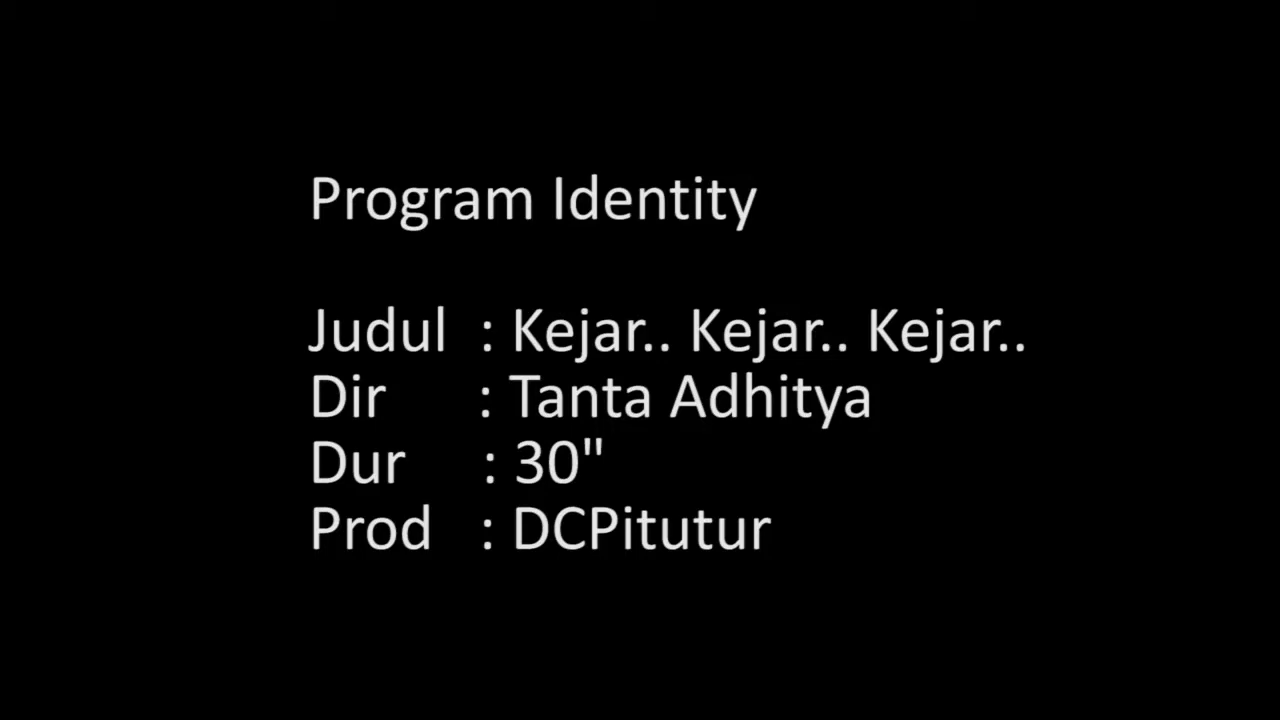 Program Identity
Judul : Kejar.. Kejar.. Kejar..
Dir : Tanta Adhitya
Dur : 30"
Prod : DCPitutur